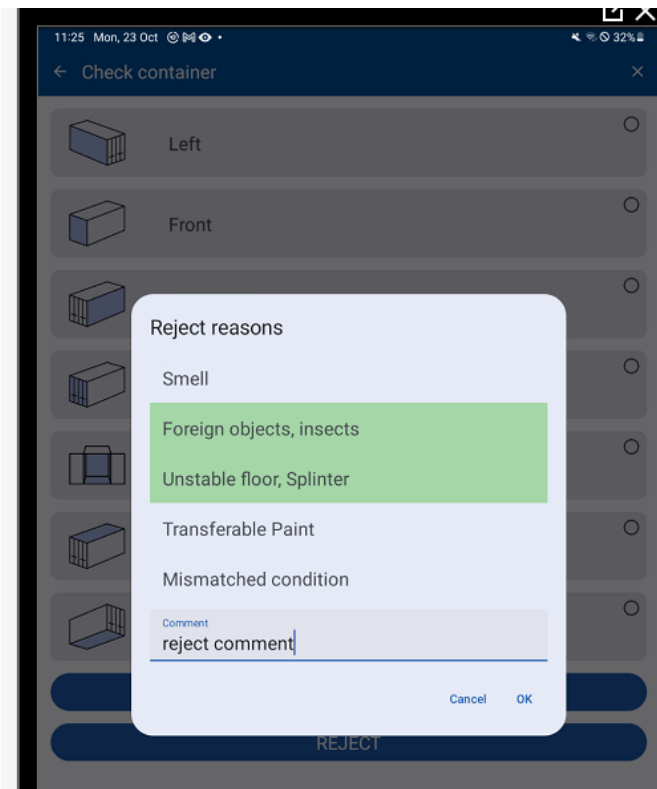 11:25 Mon, 23 Oct
32%
Check container
Left
Front
Reject reasons
Smell
Foreign objects, insects
Unstable floor, Splinter
Transferable Paint
Mismatched condition
Comment
reject comment
Cancel OK
REJECT